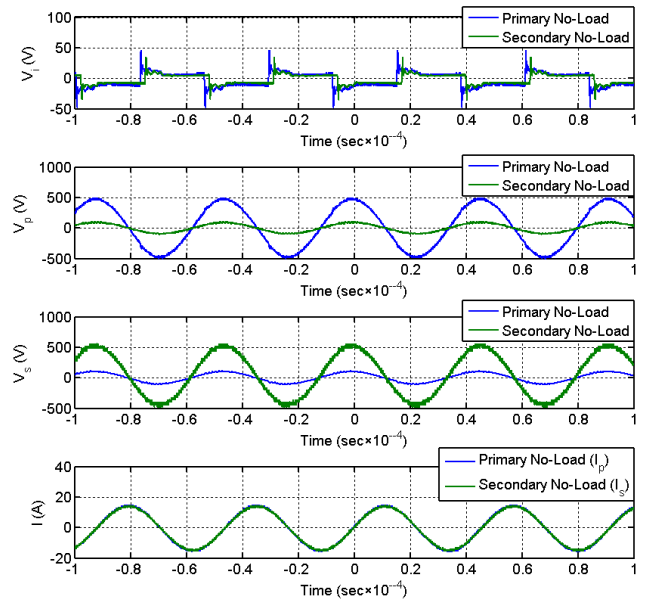 100
50
0
-50
V_i (V)
Primary No-Load
Secondary No-Load
-1 -0.8 -0.6 -0.4 -0.2 0 0.2 0.4 0.6 0.8 1
Time (sec×10⁻⁴)
1000
500
0
-500
V_p (V)
Primary No-Load
Secondary No-Load
-1 -0.8 -0.6 -0.4 -0.2 0 0.2 0.4 0.6 0.8 1
Time (sec×10⁻⁴)
1000
500
0
-500
V_s (V)
Primary No-Load
Secondary No-Load
-1 -0.8 -0.6 -0.4 -0.2 0 0.2 0.4 0.6 0.8 1
Time (sec×10⁻⁴)
40
20
0
-20
I (A)
Primary No-Load (I_p)
Secondary No-Load (I_s)
-1 -0.8 -0.6 -0.4 -0.2 0 0.2 0.4 0.6 0.8 1
Time (sec×10⁻⁴)